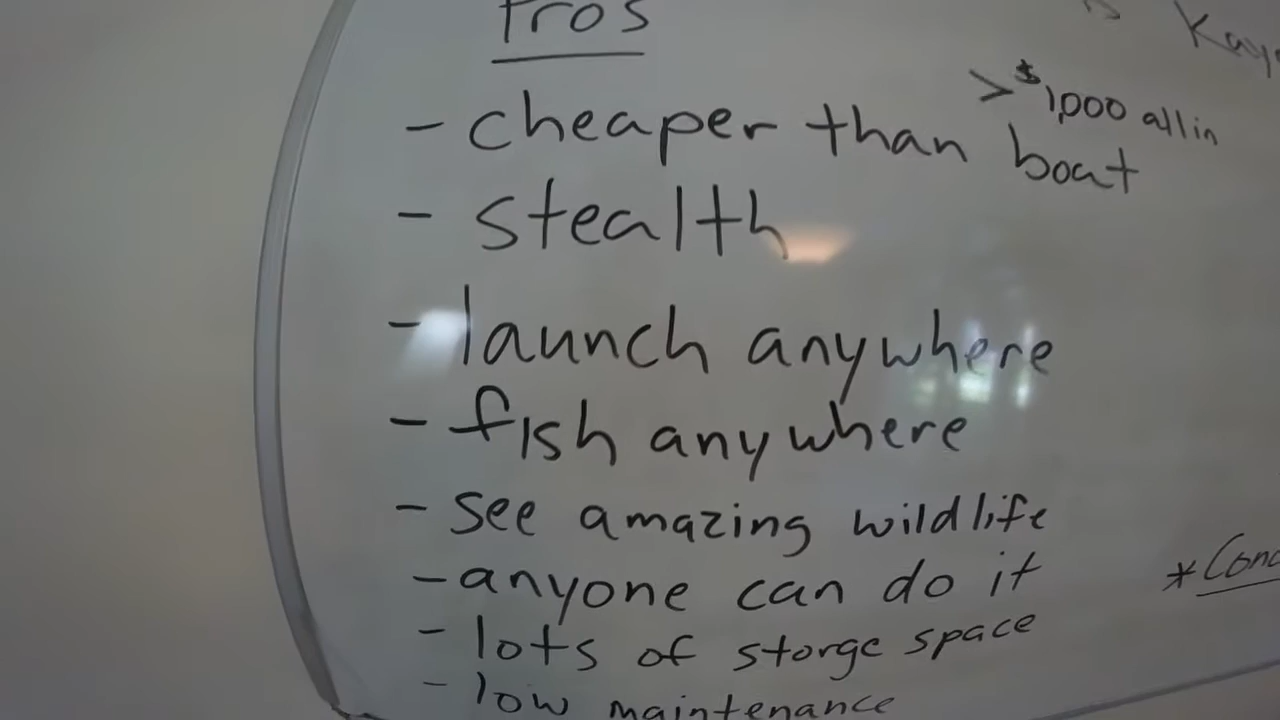 Pros
> $1,000 all in
- cheaper than boat
- stealth
- launch anywhere
- fish anywhere
- see amazing wildlife
- anyone can do it
- lots of storge space
- low maintenance